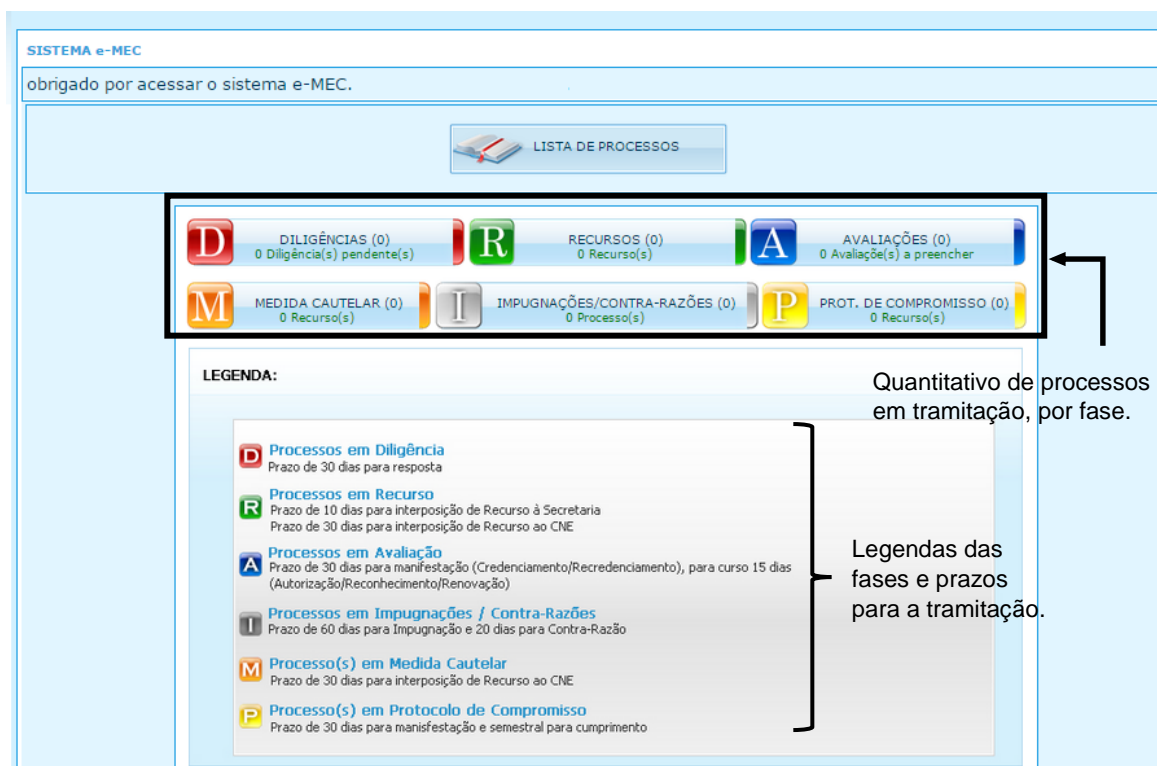 SISTEMA e-MEC
obrigado por acessar o sistema e-MEC.
LISTA DE PROCESSOS
D
DILIGÊNCIAS (0)
0 Diligência(s) pendente(s)
R
RECURSOS (0)
0 Recurso(s)
A
AVALIAÇÕES (0)
0 Avaliaçõe(s) a preencher
M
MEDIDA CAUTELAR (0)
0 Recurso(s)
I
IMPUGNAÇÕES/CONTRA-RAZÕES (0)
0 Processo(s)
P
PROT. DE COMPROMISSO (0)
0 Recurso(s)
Quantitativo de processos
em tramitação, por fase.
LEGENDA:
D Processos em Diligência
Prazo de 30 dias para resposta
R Processos em Recurso
Prazo de 10 dias para interposição de Recurso à Secretaria
Prazo de 30 dias para interposição de Recurso ao CNE
A Processos em Avaliação
Prazo de 30 dias para manifestação (Credenciamento/Recredenciamento), para curso 15 dias
(Autorização/Reconhecimento/Renovação)
I Processos em Impugnações / Contra-Razões
Prazo de 60 dias para Impugnação e 20 dias para Contra-Razão
M Processo(s) em Medida Cautelar
Prazo de 30 dias para interposição de Recurso ao CNE
P Processo(s) em Protocolo de Compromisso
Prazo de 30 dias para manisfestação e semestral para cumprimento
Legendas das
fases e prazos
para a tramitação.